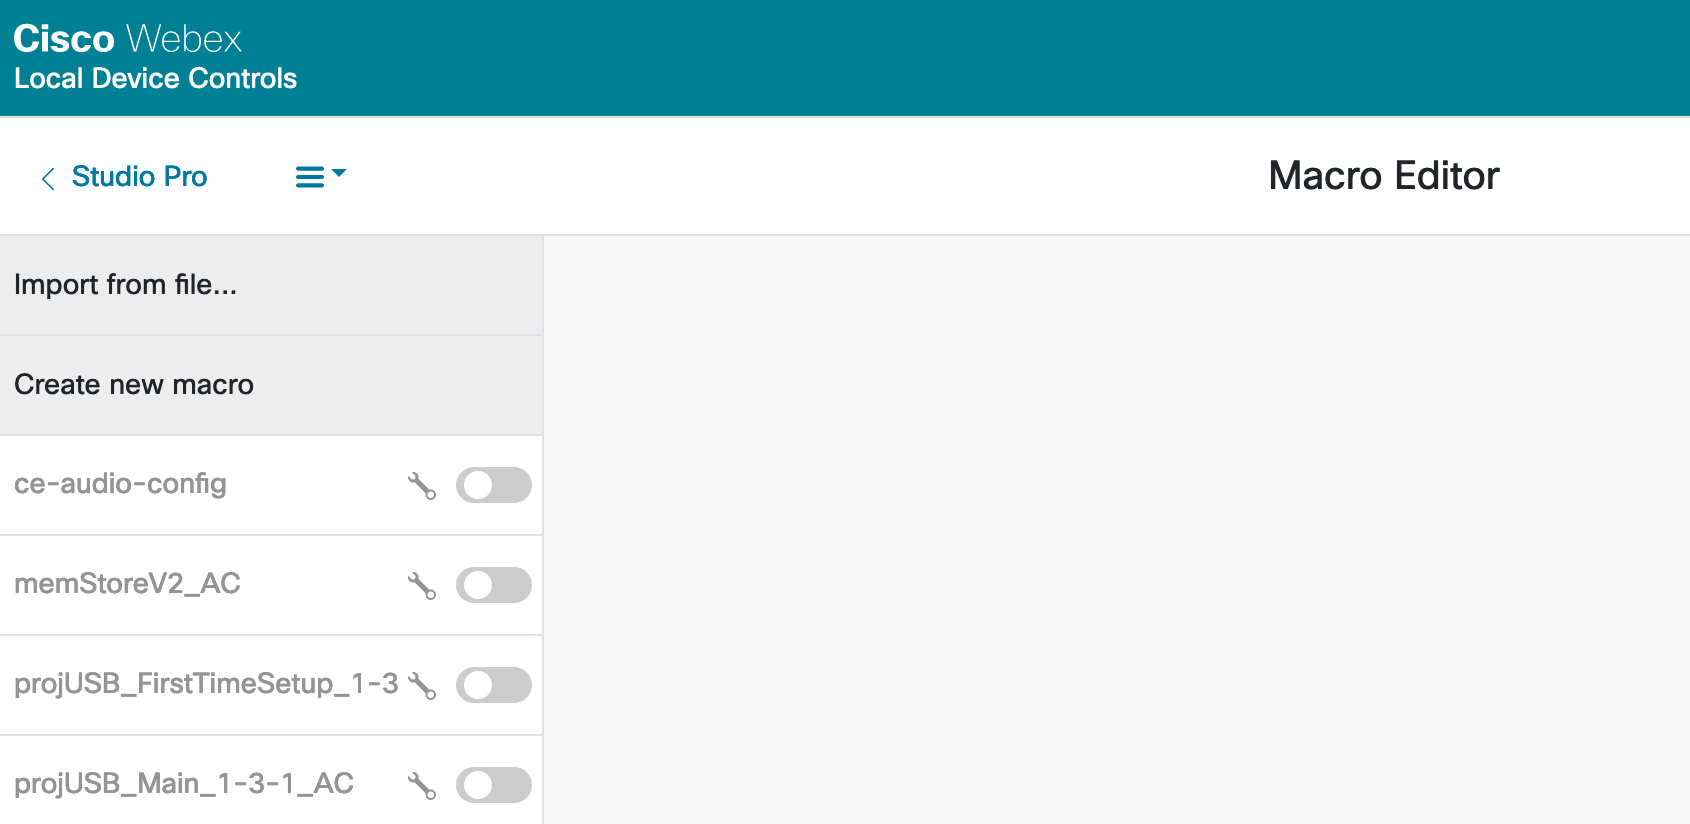 Cisco Webex
Local Device Controls
Studio Pro
Macro Editor
Import from file...
Create new macro
ce-audio-config
memStoreV2_AC
projUSB_FirstTimeSetup_1-3
projUSB_Main_1-3-1_AC